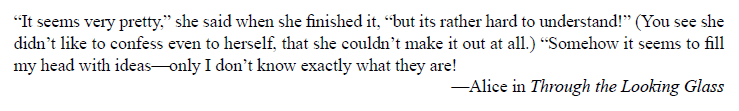 “It seems very pretty,” she said when she finished it, “but its rather hard to understand!” (You see she
didn’t like to confess even to herself, that she couldn’t make it out at all.) “Somehow it seems to fill
my head with ideas—only I don’t know exactly what they are!
—Alice in Through the Looking Glass